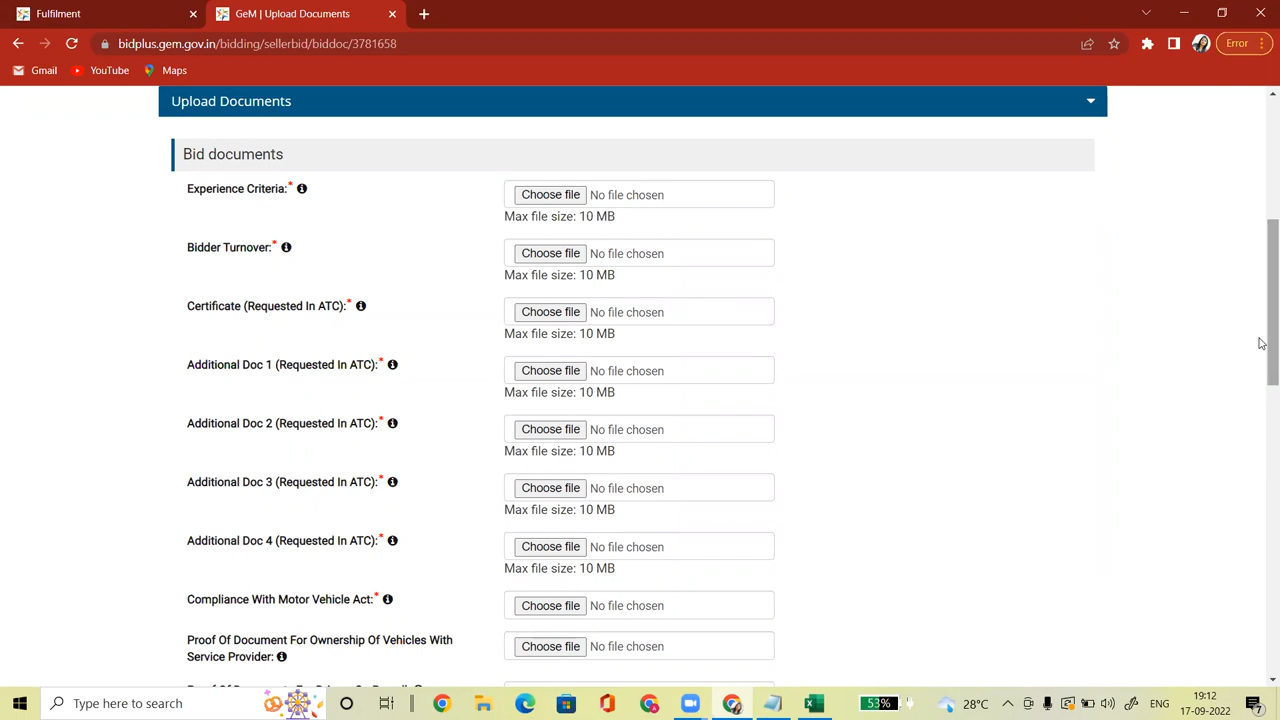 Fulfilment
GeM | Upload Documents
bidplus.gem.gov.in/bidding/sellerbid/biddoc/3781658
Error
Gmail
YouTube
Maps
Upload Documents
Bid documents
Experience Criteria:*
Choose file No file chosen
Max file size: 10 MB
Bidder Turnover:*
Choose file No file chosen
Max file size: 10 MB
Certificate (Requested In ATC):*
Choose file No file chosen
Max file size: 10 MB
Additional Doc 1 (Requested In ATC):*
Choose file No file chosen
Max file size: 10 MB
Additional Doc 2 (Requested In ATC):*
Choose file No file chosen
Max file size: 10 MB
Additional Doc 3 (Requested In ATC):*
Choose file No file chosen
Max file size: 10 MB
Additional Doc 4 (Requested In ATC):*
Choose file No file chosen
Max file size: 10 MB
Compliance With Motor Vehicle Act:*
Choose file No file chosen
Proof Of Document For Ownership Of Vehicles With
Service Provider:
Choose file No file chosen
Type here to search
53%
28°C
ENG
19:12
17-09-2022
7